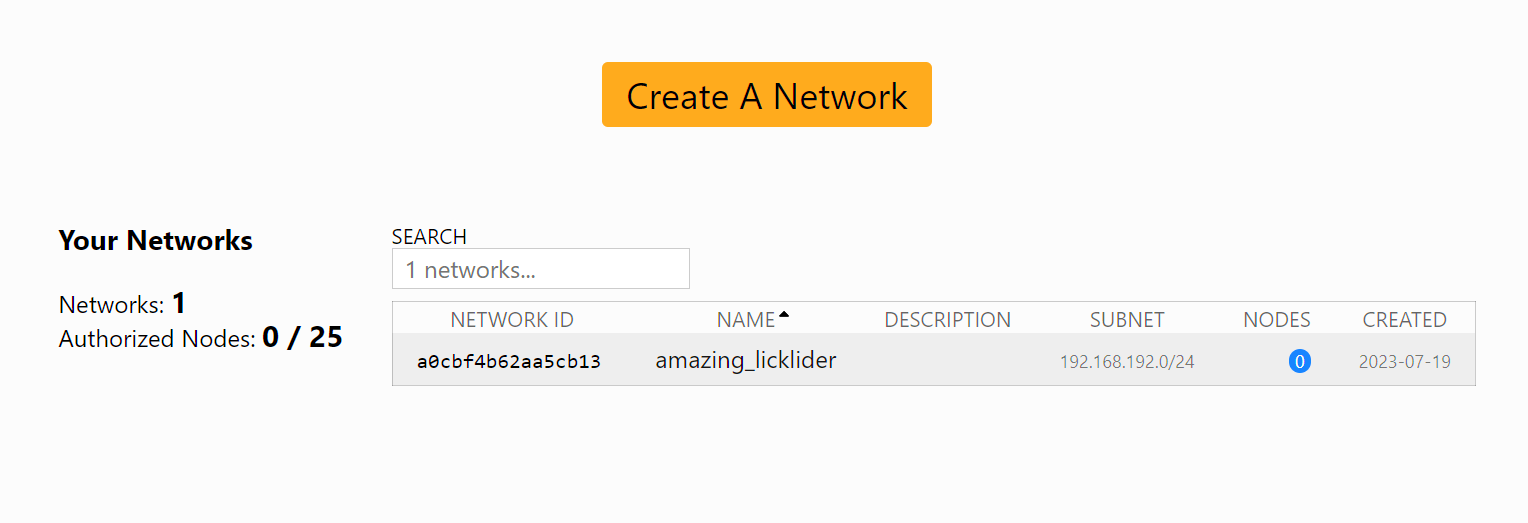 Create A Network
Your Networks
Networks: 1
Authorized Nodes: 0 / 25
SEARCH
1 networks...
NETWORK ID NAME DESCRIPTION SUBNET NODES CREATED
a0cbf4b62aa5cb13 amazing_licklider 192.168.192.0/24 0 2023-07-19